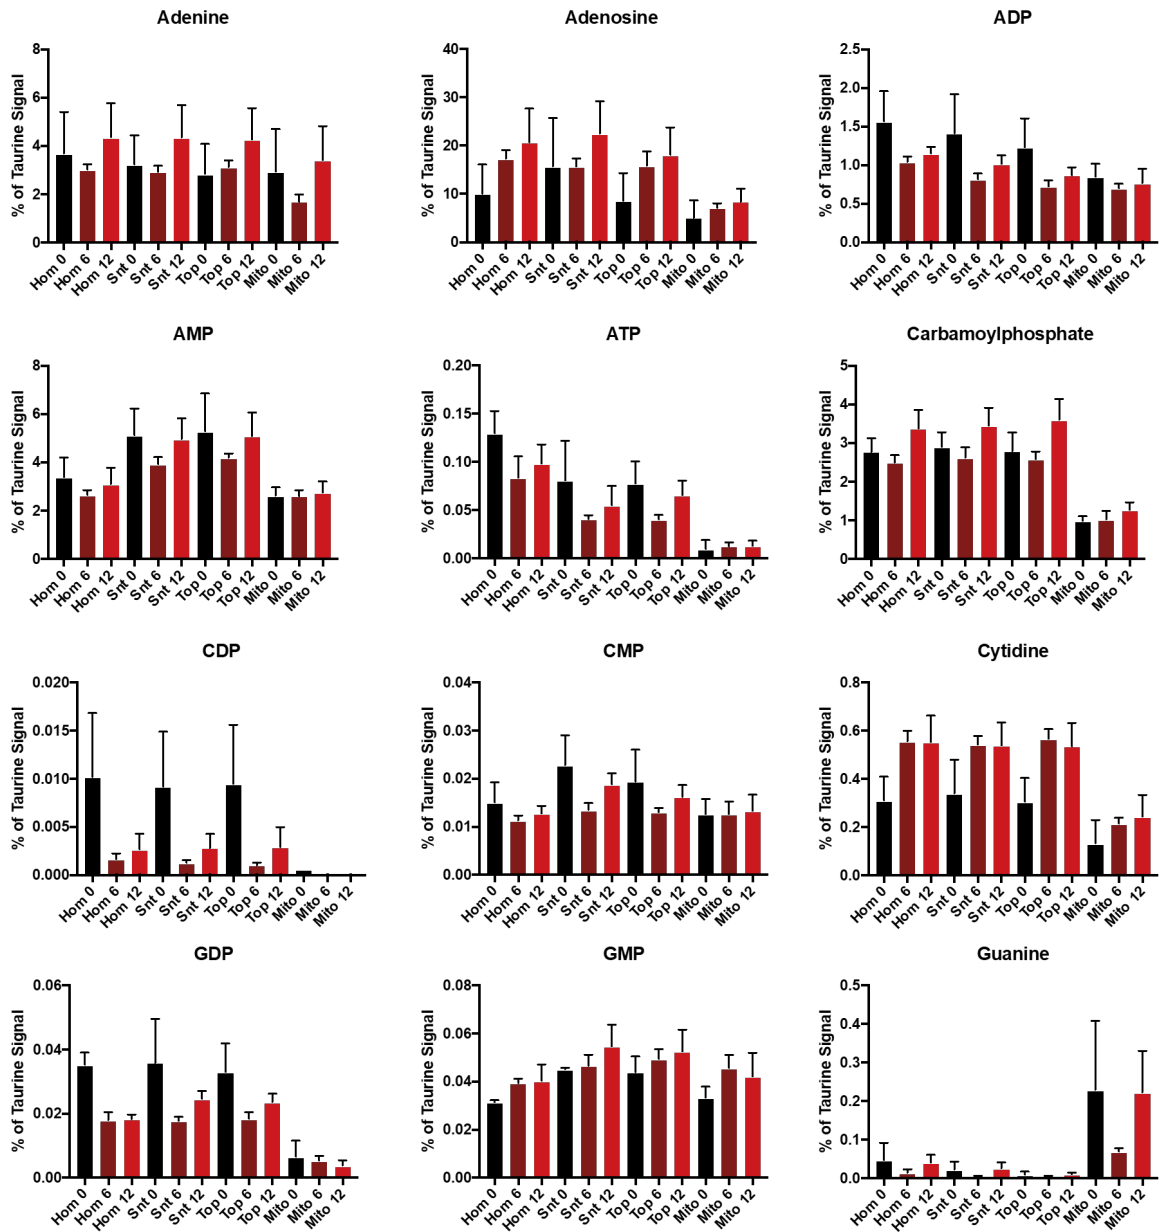 Adenine
% of Taurine Signal
8
6
4
2
0
Hom 0
Hom 6
Hom 12
Snt 0
Snt 6
Snt 12
Top 0
Top 6
Top 12
Mito 0
Mito 6
Mito 12
Adenosine
% of Taurine Signal
40
30
20
10
0
Hom 0
Hom 6
Hom 12
Snt 0
Snt 6
Snt 12
Top 0
Top 6
Top 12
Mito 0
Mito 6
Mito 12
ADP
% of Taurine Signal
2.5
2.0
1.5
1.0
0.5
0.0
Hom 0
Hom 6
Hom 12
Snt 0
Snt 6
Snt 12
Top 0
Top 6
Top 12
Mito 0
Mito 6
Mito 12
AMP
% of Taurine Signal
8
6
4
2
0
Hom 0
Hom 6
Hom 12
Snt 0
Snt 6
Snt 12
Top 0
Top 6
Top 12
Mito 0
Mito 6
Mito 12
ATP
% of Taurine Signal
0.20
0.15
0.10
0.05
0.00
Hom 0
Hom 6
Hom 12
Snt 0
Snt 6
Snt 12
Top 0
Top 6
Top 12
Mito 0
Mito 6
Mito 12
Carbamoylphosphate
% of Taurine Signal
5
4
3
2
1
0
Hom 0
Hom 6
Hom 12
Snt 0
Snt 6
Snt 12
Top 0
Top 6
Top 12
Mito 0
Mito 6
Mito 12
CDP
% of Taurine Signal
0.020
0.015
0.010
0.005
0.000
Hom 0
Hom 6
Hom 12
Snt 0
Snt 6
Snt 12
Top 0
Top 6
Top 12
Mito 0
Mito 6
Mito 12
CMP
% of Taurine Signal
0.04
0.03
0.02
0.01
0.00
Hom 0
Hom 6
Hom 12
Snt 0
Snt 6
Snt 12
Top 0
Top 6
Top 12
Mito 0
Mito 6
Mito 12
Cytidine
% of Taurine Signal
0.8
0.6
0.4
0.2
0.0
Hom 0
Hom 6
Hom 12
Snt 0
Snt 6
Snt 12
Top 0
Top 6
Top 12
Mito 0
Mito 6
Mito 12
GDP
% of Taurine Signal
0.06
0.04
0.02
0.00
Hom 0
Hom 6
Hom 12
Snt 0
Snt 6
Snt 12
Top 0
Top 6
Top 12
Mito 0
Mito 6
Mito 12
GMP
% of Taurine Signal
0.08
0.06
0.04
0.02
0.00
Hom 0
Hom 6
Hom 12
Snt 0
Snt 6
Snt 12
Top 0
Top 6
Top 12
Mito 0
Mito 6
Mito 12
Guanine
% of Taurine Signal
0.5
0.4
0.3
0.2
0.1
0.0
Hom 0
Hom 6
Hom 12
Snt 0
Snt 6
Snt 12
Top 0
Top 6
Top 12
Mito 0
Mito 6
Mito 12